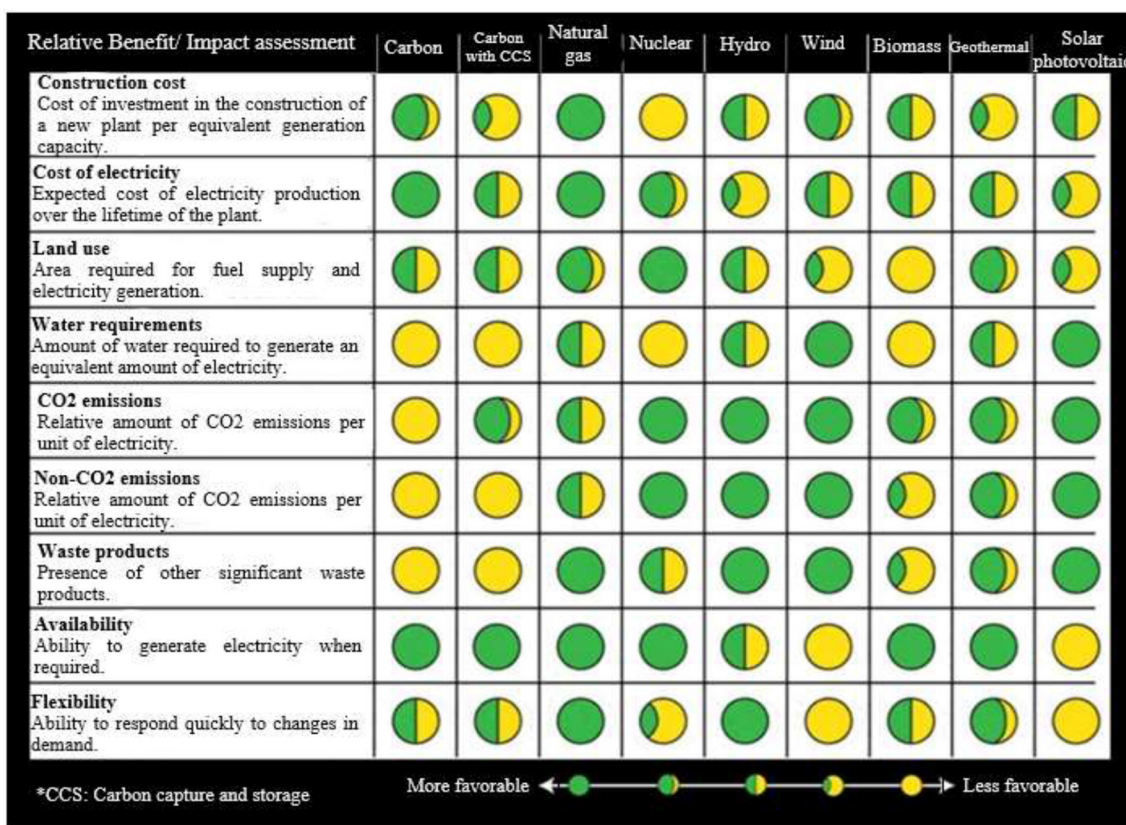 Relative Benefit/ Impact assessment
Carbon
Carbon
with CCS
Natural
gas
Nuclear
Hydro
Wind
Biomass
Geothermal
Solar
photovoltaic
Construction cost
Cost of investment in the construction of
a new plant per equivalent generation
capacity.
Cost of electricity
Expected cost of electricity production
over the lifetime of the plant.
Land use
Area required for fuel supply and
electricity generation.
Water requirements
Amount of water required to generate an
equivalent amount of electricity.
CO2 emissions
Relative amount of CO2 emissions per
unit of electricity.
Non-CO2 emissions
Relative amount of CO2 emissions per
unit of electricity.
Waste products
Presence of other significant waste
products.
Availability
Ability to generate electricity when
required.
Flexibility
Ability to respond quickly to changes in
demand.
*CCS: Carbon capture and storage
More favorable
Less favorable